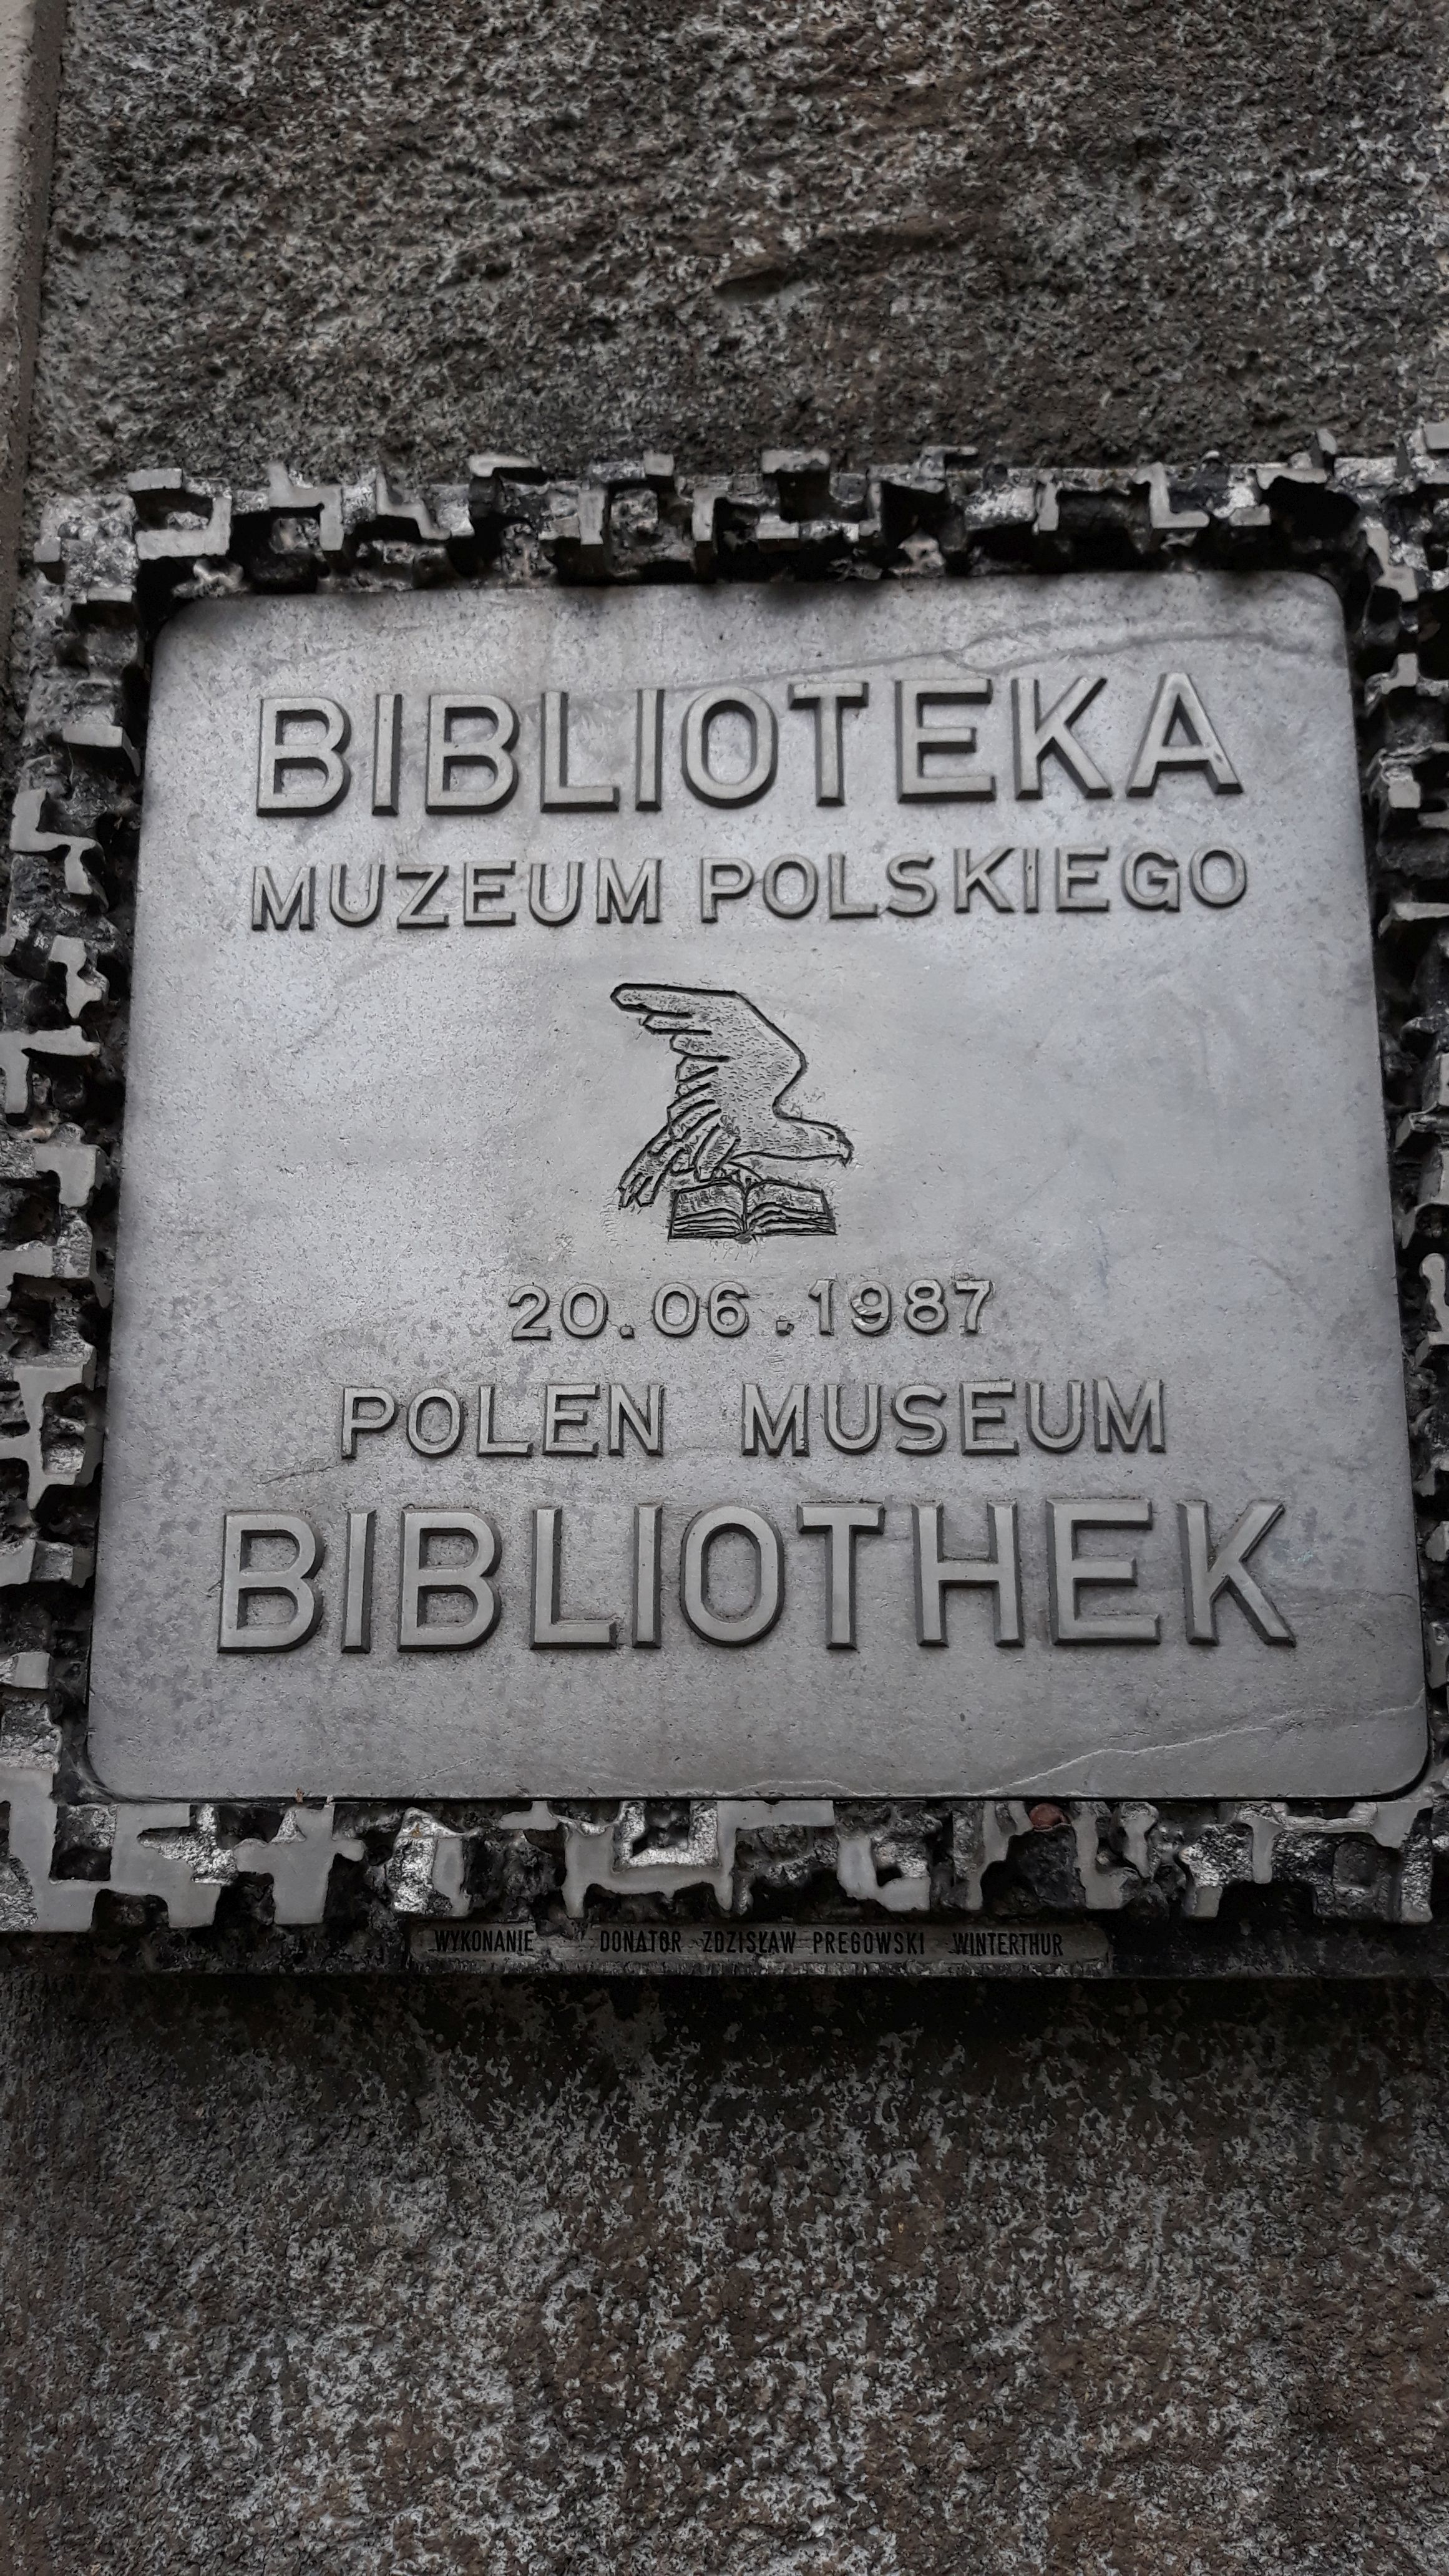 BIBLIOTEKA
MUZEUM POLSKIEGO
20.06.1987
POLEN MUSEUM
BIBLIOTHEK
WYKONANIE DONATOR ZDZISŁAW PREGOWSKI WINTERTHUR